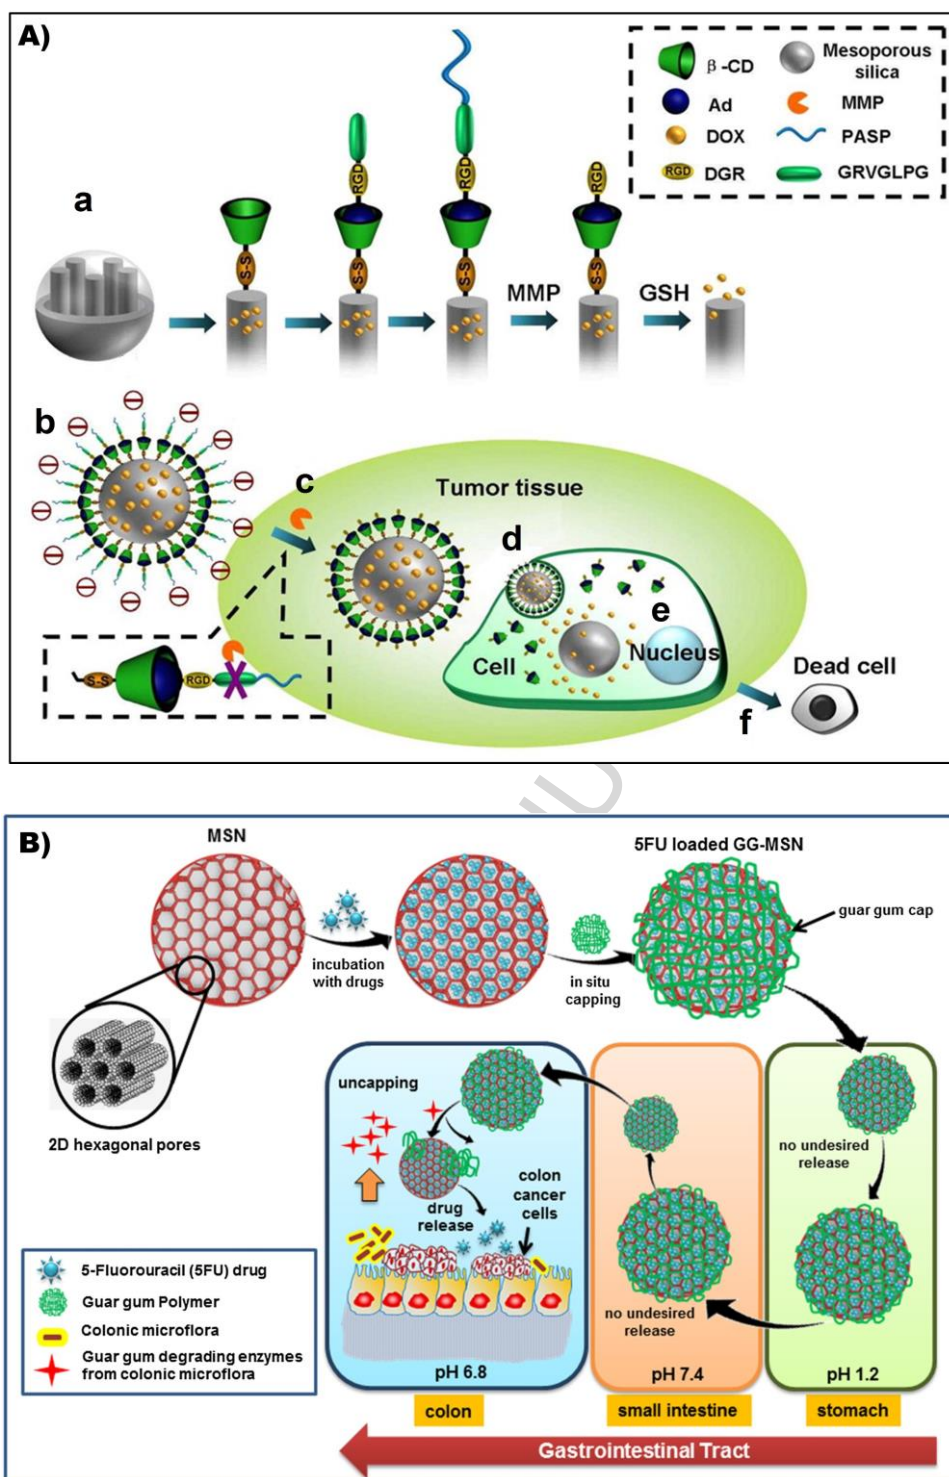 A)
β-CD
Mesoporous
silica
Ad
MMP
DOX
PASP
RGD
DGR
GRVGLPG
a
RGD
RGD
RGD
S-S
S-S
S-S
S-S
MMP
GSH
b
c
Tumor tissue
d
e
Cell
Nucleus
S-S
RGD
Dead cell
f
B)
MSN
5FU loaded GG-MSN
guar gum cap
incubation
with drugs
in situ
capping
2D hexagonal pores
uncapping
no undesired
release
colon
cancer
cells
drug
release
no undesired
release
5-Fluorouracil (5FU) drug
Guar gum Polymer
Colonic microflora
Guar gum degrading enzymes
from colonic microflora
pH 6.8
pH 7.4
pH 1.2
colon
small intestine
stomach
Gastrointestinal Tract